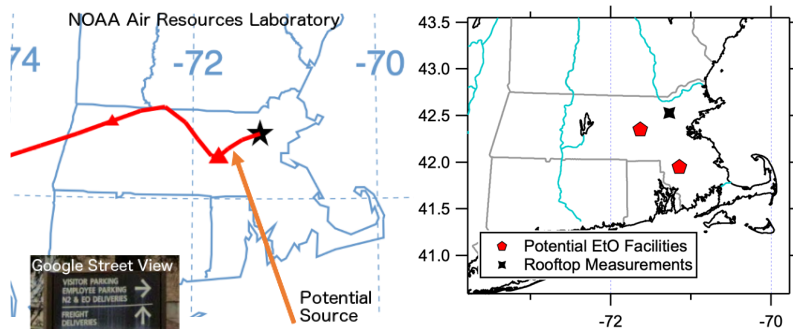 NOAA Air Resources Laboratory
74
-72
-70
Google Street View
VISITOR PARKING
EMPLOYEE PARKING
N2 & EO DELIVERIES
FREIGHT
DELIVERIES
Potential
Source
43.5
43.0
42.5
42.0
41.5
41.0
Potential EtO Facilities
Rooftop Measurements
-72
-70